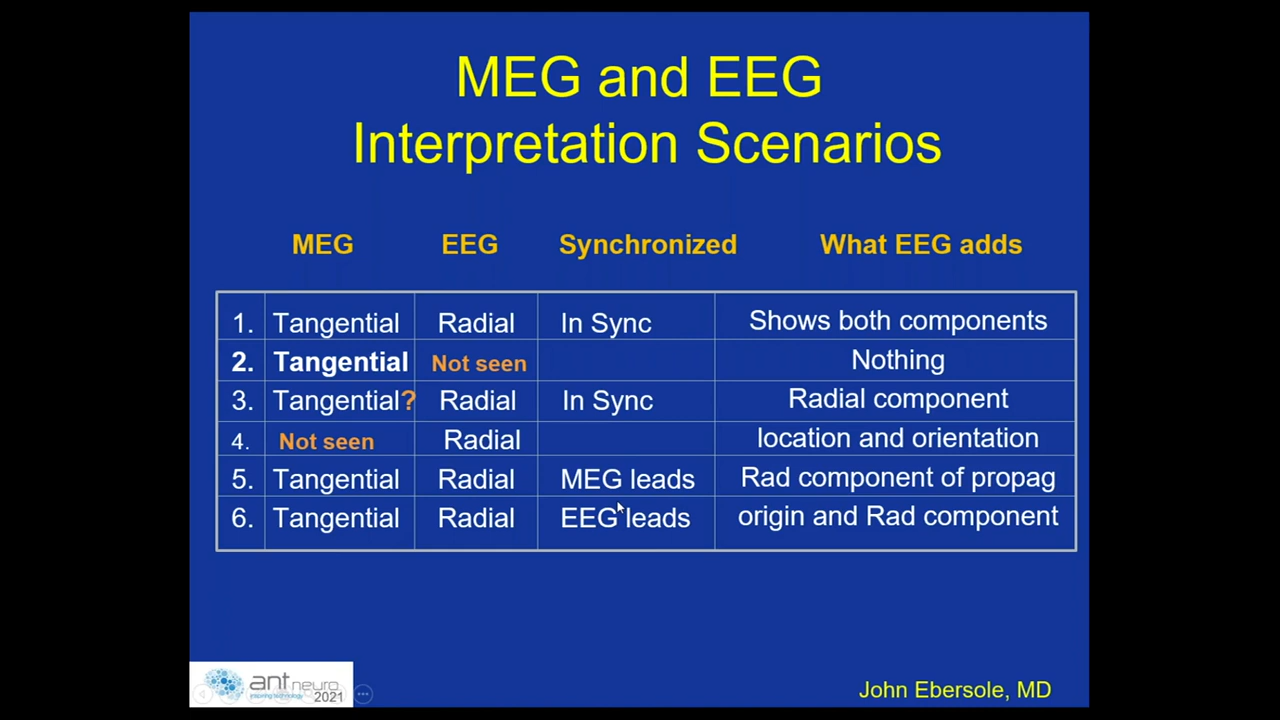 MEG and EEG
Interpretation Scenarios
MEG EEG Synchronized What EEG adds
1. Tangential Radial In Sync Shows both components
2. Tangential Not seen Nothing
3. Tangential? Radial In Sync Radial component
4. Not seen Radial location and orientation
5. Tangential Radial MEG leads Rad component of propag
6. Tangential Radial EEG leads origin and Rad component
ant neuro
inspiring technology
2021
John Ebersole, MD